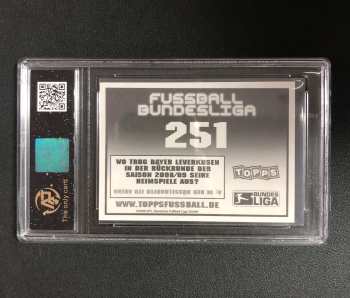 FUSSBALL
BUNDESLIGA
251
WO TRUG BAYER LEVERKUSEN
IN DER RÜCKRUNDE DER
SAISON 2008/09 SEINE
HEIMSPIELE AUS?
TOPPS
WWW.TOPPSFUSSBALL.DE
BUNDES
LIGA
The only card